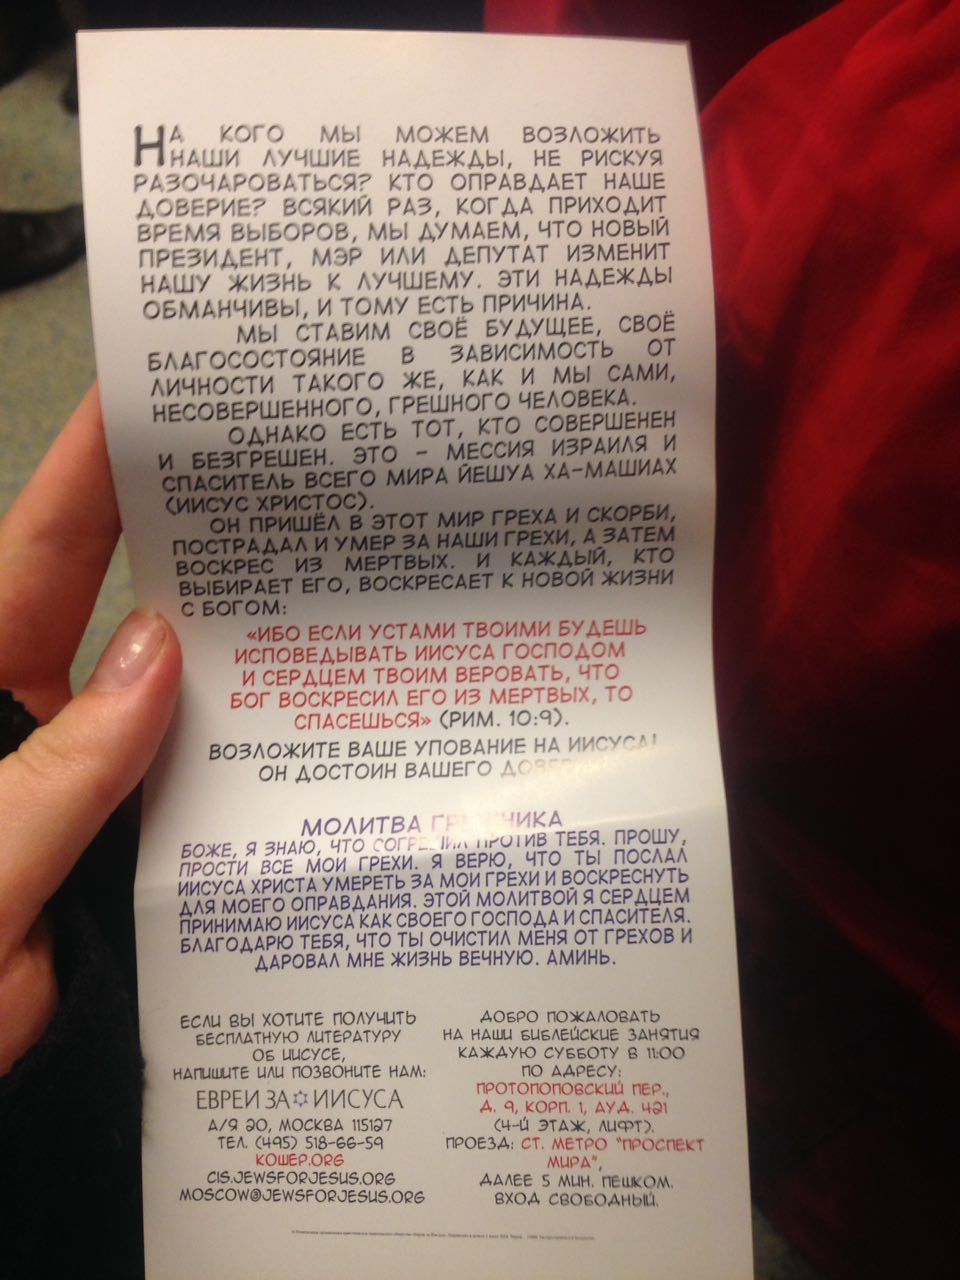 НА КОГО МЫ МОЖЕМ ВОЗЛОЖИТЬ
НАШИ ЛУЧШИЕ НАДЕЖДЫ, НЕ РИСКУЯ
РАЗОЧАРОВАТЬСЯ? КТО ОПРАВДАЕТ НАШЕ
ДОВЕРИЕ? ВСЯКИЙ РАЗ, КОГДА ПРИХОДИТ
ВРЕМЯ ВЫБОРОВ, МЫ ДУМАЕМ, ЧТО НОВЫЙ
ПРЕЗИДЕНТ, МЭР ИЛИ ДЕПУТАТ ИЗМЕНИТ
НАШУ ЖИЗНЬ К ЛУЧШЕМУ. ЭТИ НАДЕЖДЫ
ОБМАНЧИВЫ, И ТОМУ ЕСТЬ ПРИЧИНА.
МЫ СТАВИМ СВОЁ БУДУЩЕЕ, СВОЁ
БЛАГОСОСТОЯНИЕ В ЗАВИСИМОСТЬ ОТ
ЛИЧНОСТИ ТАКОГО ЖЕ, КАК И МЫ САМИ,
НЕСОВЕРШЕННОГО, ГРЕШНОГО ЧЕЛОВЕКА.
ОДНАКО ЕСТЬ ТОТ, КТО СОВЕРШЕНЕН
И БЕЗГРЕШЕН. ЭТО - МЕССИЯ ИЗРАИЛЯ И
СПАСИТЕЛЬ ВСЕГО МИРА ЙЕШУА ХА-МАШИАХ
(ИИСУС ХРИСТОС).
ОН ПРИШЁЛ В ЭТОТ МИР ГРЕХА И СКОРБИ,
ПОСТРАДАЛ И УМЕР ЗА НАШИ ГРЕХИ, А ЗАТЕМ
ВОСКРЕС ИЗ МЕРТВЫХ. И КАЖДЫЙ, КТО
ВЫБИРАЕТ ЕГО, ВОСКРЕСАЕТ К НОВОЙ ЖИЗНИ
С БОГОМ:
«ИБО ЕСЛИ УСТАМИ ТВОИМИ БУДЕШЬ
ИСПОВЕДЫВАТЬ ИИСУСА ГОСПОДОМ
И СЕРДЦЕМ ТВОИМ ВЕРОВАТЬ, ЧТО
БОГ ВОСКРЕСИЛ ЕГО ИЗ МЕРТВЫХ, ТО
СПАСЕШЬСЯ» (РИМ. 10:9).
ВОЗЛОЖИТЕ ВАШЕ УПОВАНИЕ НА ИИСУСА!
ОН ДОСТОИН ВАШЕГО
МОЛИТВА ГРЕШНИКА
БОЖЕ, Я ЗНАЮ, ЧТО СОГРЕШИЛ ПРОТИВ ТЕБЯ. ПРОШУ,
ПРОСТИ ВСЕ МОИ ГРЕХИ. Я ВЕРЮ, ЧТО ТЫ ПОСЛАЛ
ИИСУСА ХРИСТА УМЕРЕТЬ ЗА МОИ ГРЕХИ И ВОСКРЕСНУТЬ
ДЛЯ МОЕГО ОПРАВДАНИЯ. ЭТОЙ МОЛИТВОЙ Я СЕРДЦЕМ
ПРИНИМАЮ ИИСУСА КАК СВОЕГО ГОСПОДА И СПАСИТЕЛЯ.
БЛАГОДАРЮ ТЕБЯ, ЧТО ТЫ ОЧИСТИЛ МЕНЯ ОТ ГРЕХОВ И
ДАРОВАЛ МНЕ ЖИЗНЬ ВЕЧНУЮ. АМИНЬ.
ЕСЛИ ВЫ ХОТИТЕ ПОЛУЧИТЬ
БЕСПЛАТНУЮ ЛИТЕРАТУРУ
ОБ ИИСУСЕ,
НАПИШИТЕ ИЛИ ПОЗВОНИТЕ НАМ:
ЕВРЕИ ЗА ИИСУСА
А/Я 20, МОСКВА 115127
ТЕЛ. (495) 518-66-59
КОШЕР.ORG
CIS.JEWSFORJESUS.ORG
MOSCOW@JEWSFORJESUS.ORG
ДОБРО ПОЖАЛОВАТЬ
НА НАШИ БИБЛЕЙСКИЕ ЗАНЯТИЯ
КАЖДУЮ СУББОТУ В 11:00
ПО АДРЕСУ:
ПРОТОПОПОВСКИЙ ПЕР.,
Д. 9, КОРП. 1, АУД. 421
(4-Й ЭТАЖ, ЛИФТ).
ПРОЕЗД: СТ. МЕТРО "ПРОСПЕКТ
МИРА",
ДАЛЕЕ 5 МИН. ПЕШКОМ.
ВХОД СВОБОДНЫЙ.